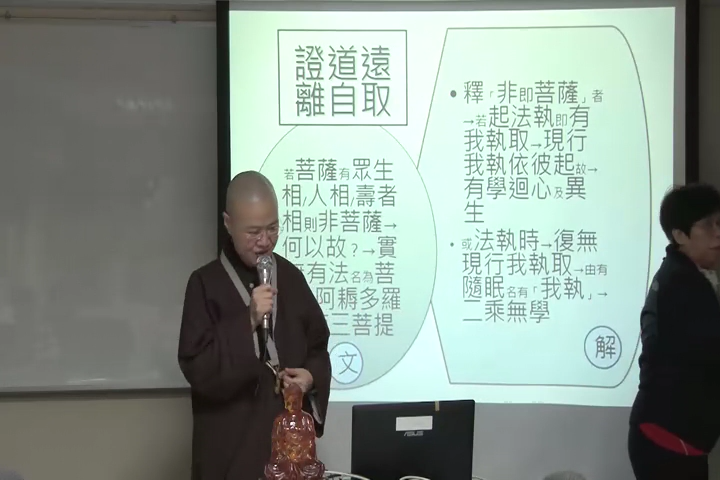 證道遠
離自取
若菩薩有眾生
相/人相/壽者
相則非菩薩→
何以故?→實
有法名為菩
阿耨多羅
三菩提
文
• 釋「非即菩薩」者
→若起法執即有
我執取→現行
我執依彼起故→
有學迴心及異
生
• 或法執時→復無
現行我執取→由有
隨眠名有「我執」→
二乘無學
解
ASUS